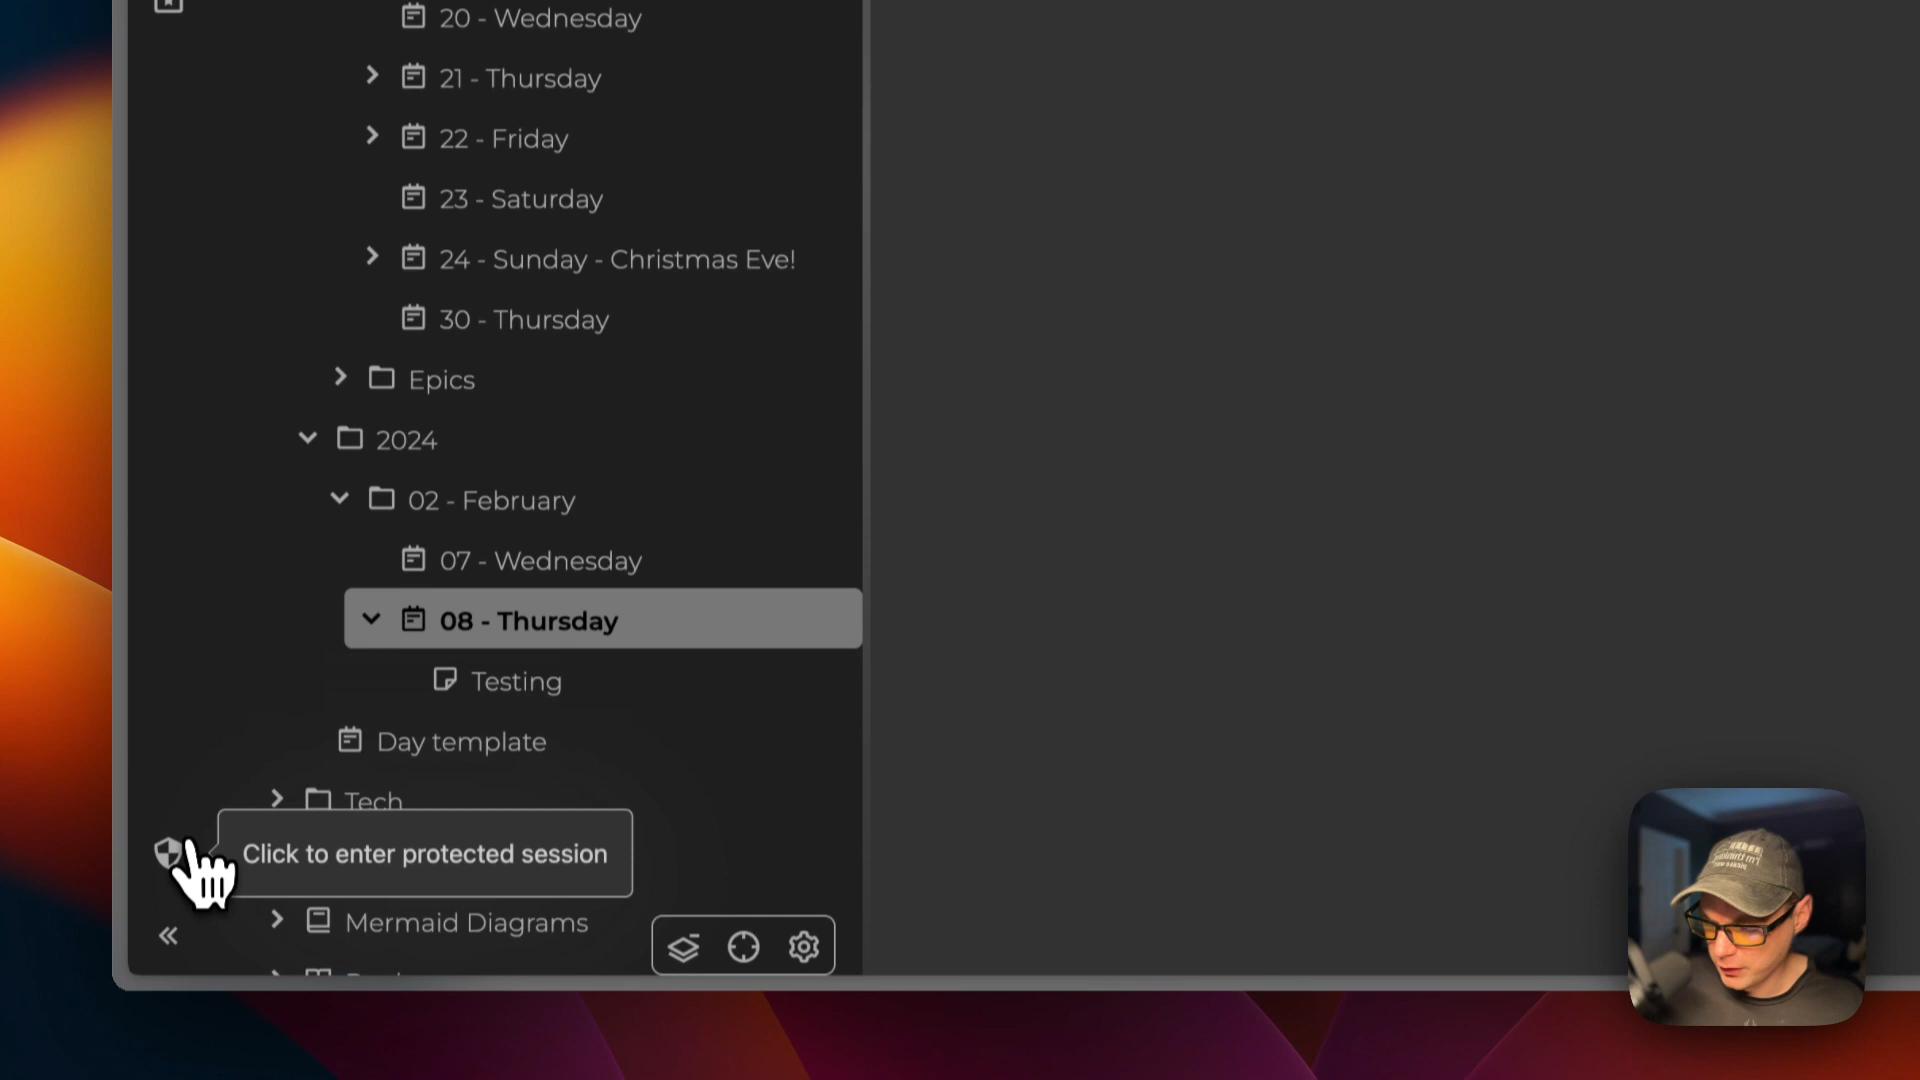 20 - Wednesday
21 - Thursday
22 - Friday
23 - Saturday
24 - Sunday - Christmas Eve!
30 - Thursday
Epics
2024
02 - February
07 - Wednesday
08 - Thursday
Testing
Day template
Tech
Click to enter protected session
Mermaid Diagrams